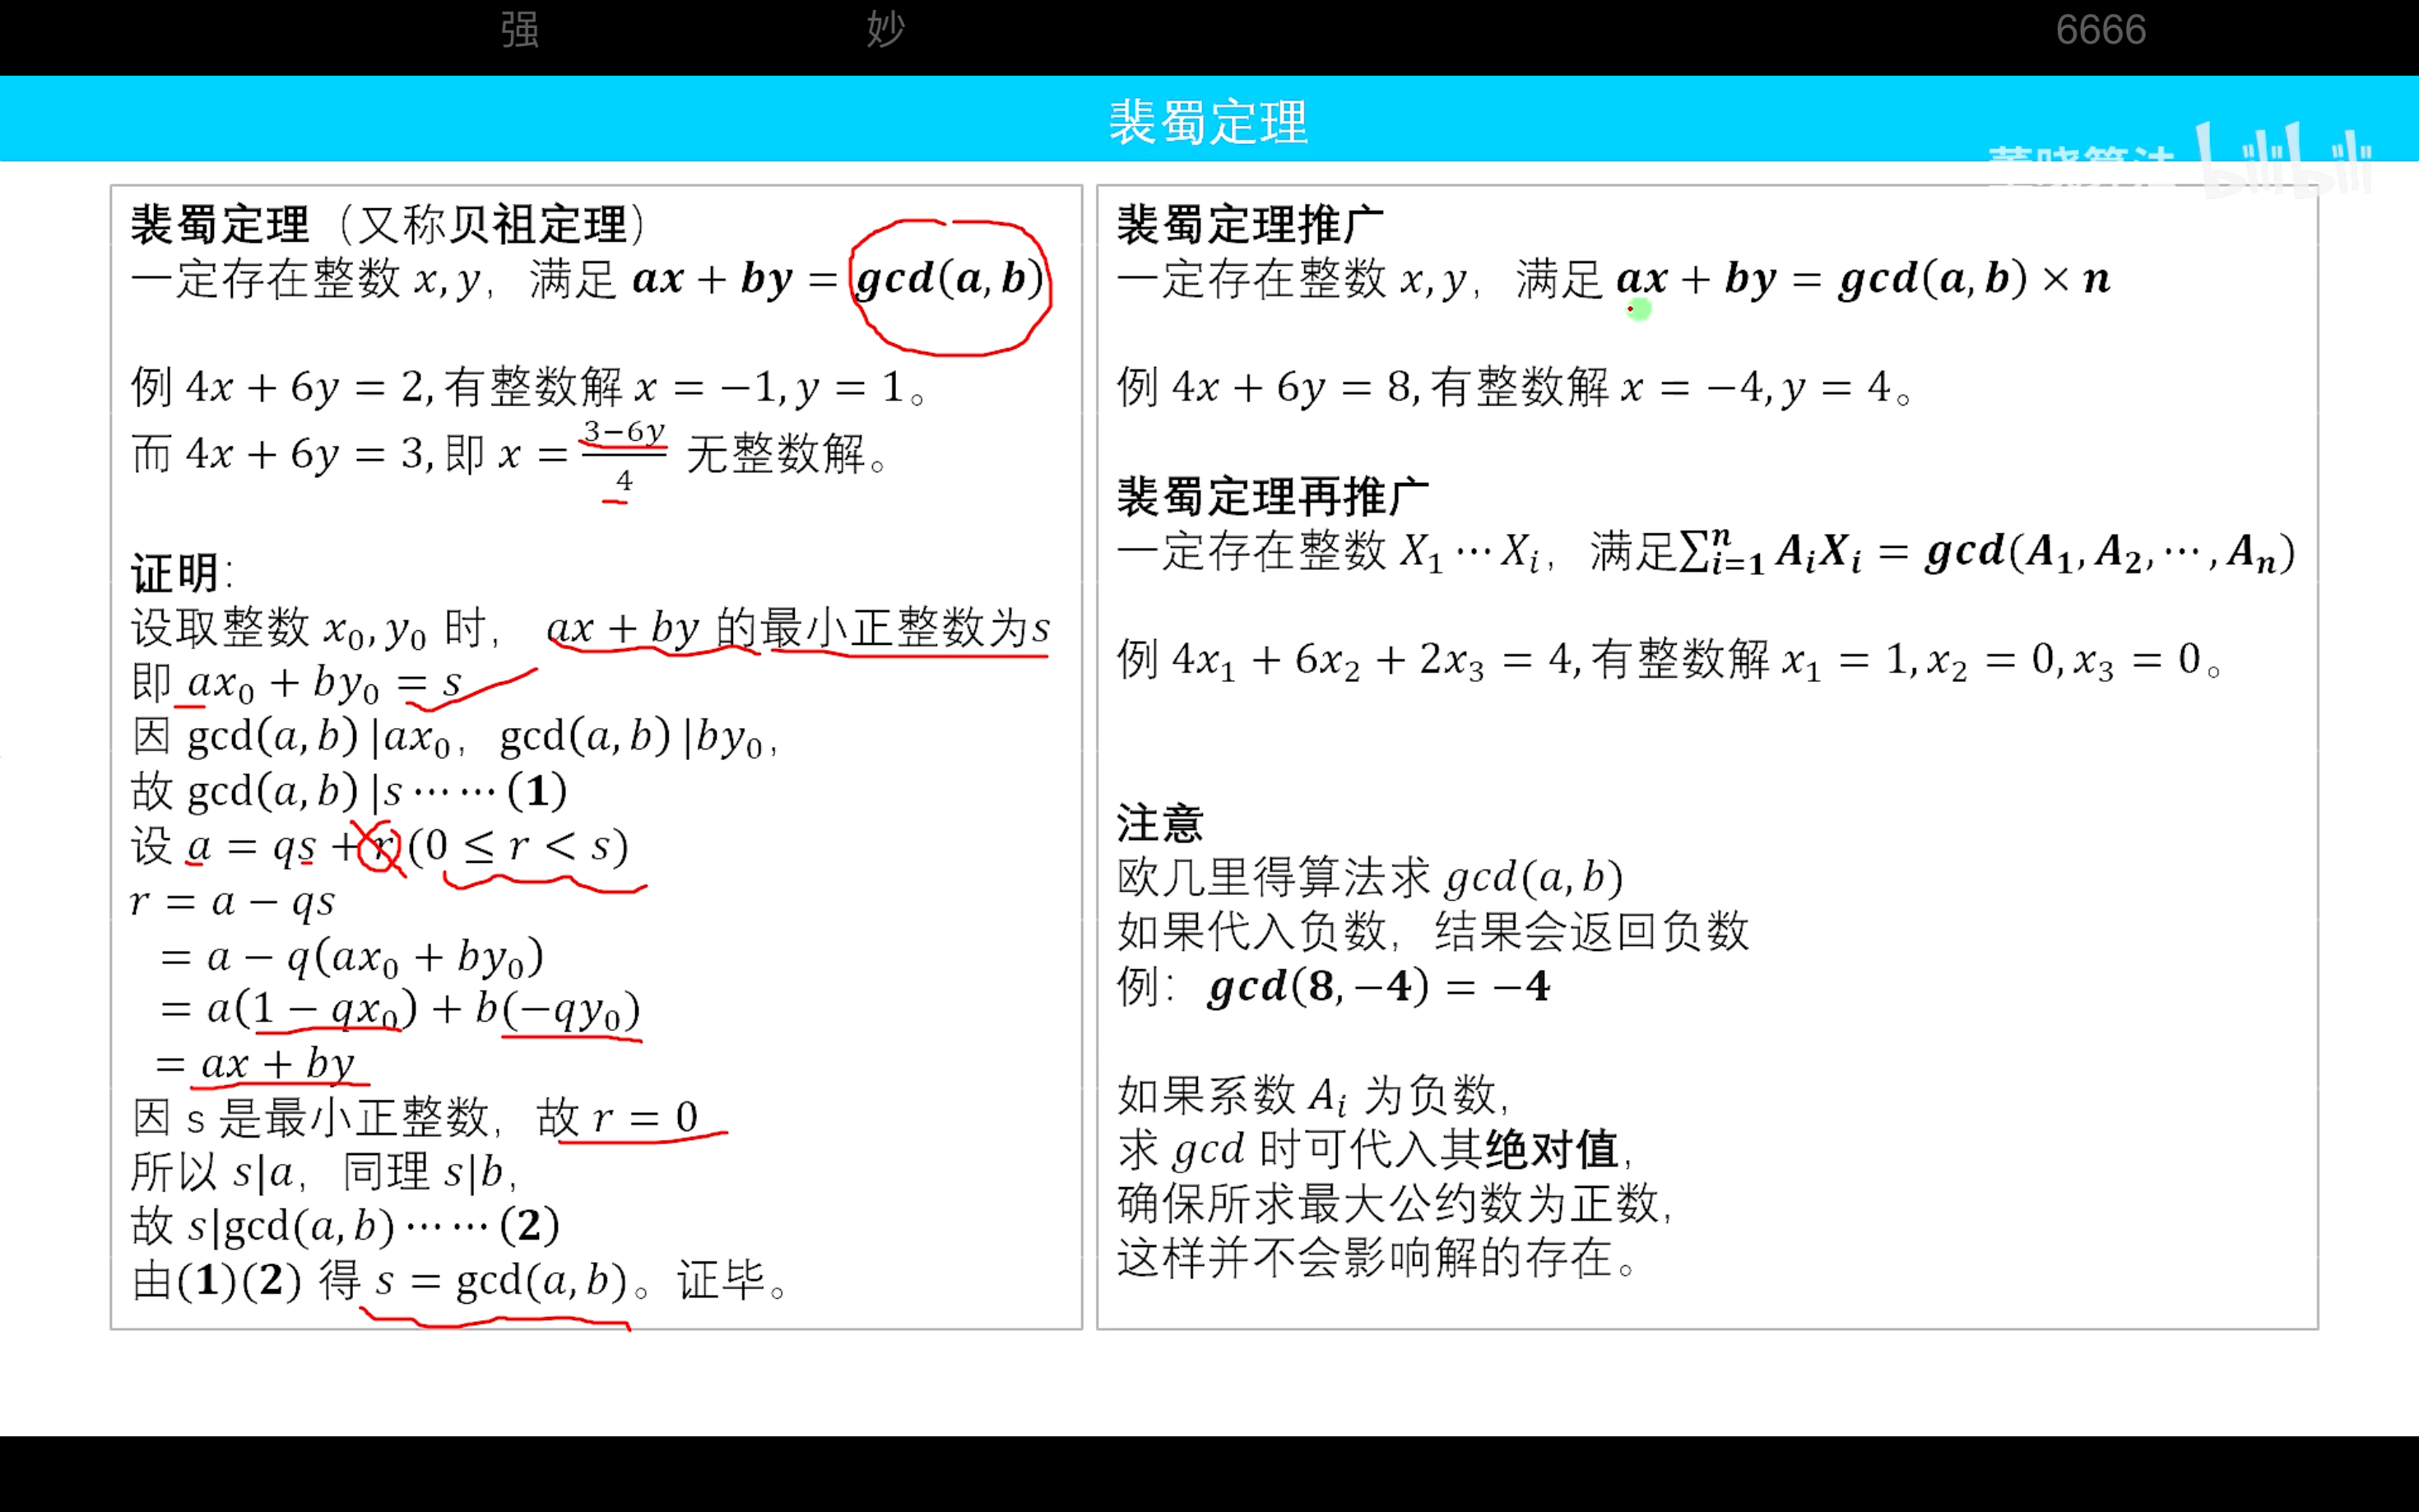 强 妙 6666
裴蜀定理
董晓算法 bilibili
裴蜀定理（又称贝祖定理）
一定存在整数 x, y，满足 ax + by = gcd(a, b)
例 4x + 6y = 2, 有整数解 x = −1, y = 1。
而 4x + 6y = 3, 即 x = (3−6y)/4 无整数解。
证明：
设取整数 x₀, y₀ 时，ax + by 的最小正整数为s
即 ax₀ + by₀ = s
因 gcd(a, b) |ax₀，gcd(a, b) |by₀，
故 gcd(a, b) |s ⋯⋯ (1)
设 a = qs + r (0 ≤ r < s)
r = a − qs
= a − q(ax₀ + by₀)
= a(1 − qx₀) + b(−qy₀)
= ax + by
因 s 是最小正整数，故 r = 0
所以 s|a，同理 s|b，
故 s|gcd(a, b) ⋯⋯ (2)
由(1)(2) 得 s = gcd(a, b)。证毕。
裴蜀定理推广
一定存在整数 x, y，满足 ax + by = gcd(a, b) × n
例 4x + 6y = 8, 有整数解 x = −4, y = 4。
裴蜀定理再推广
一定存在整数 X₁ ⋯ Xᵢ，满足∑ⁿᵢ₌₁ AᵢXᵢ = gcd(A₁, A₂, ⋯, Aₙ)
例 4x₁ + 6x₂ + 2x₃ = 4, 有整数解 x₁ = 1, x₂ = 0, x₃ = 0。
注意
欧几里得算法求 gcd(a, b)
如果代入负数，结果会返回负数
例：gcd(8, −4) = −4
如果系数 Aᵢ 为负数，
求 gcd 时可代入其绝对值，
确保所求最大公约数为正数，
这样并不会影响解的存在。